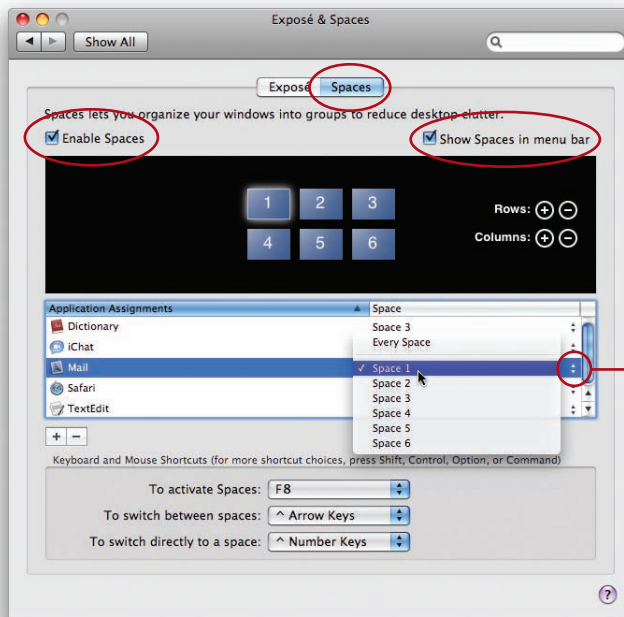 Exposé & Spaces
Show All
Exposé Spaces
Spaces lets you organize your windows into groups to reduce desktop clutter.
Enable Spaces Show Spaces in menu bar
1 2 3
Rows:
4 5 6
Columns:
Application Assignments Space
Dictionary Space 3
Every Space
iChat
Mail ✓ Space 1
Space 2
Safari
Space 3
TextEdit
Space 4
Space 5
Space 6
Keyboard and Mouse Shortcuts (for more shortcut choices, press Shift, Control, Option, or Command)
To activate Spaces: F8
To switch between spaces: ^ Arrow Keys
To switch directly to a space: ^ Number Keys
?